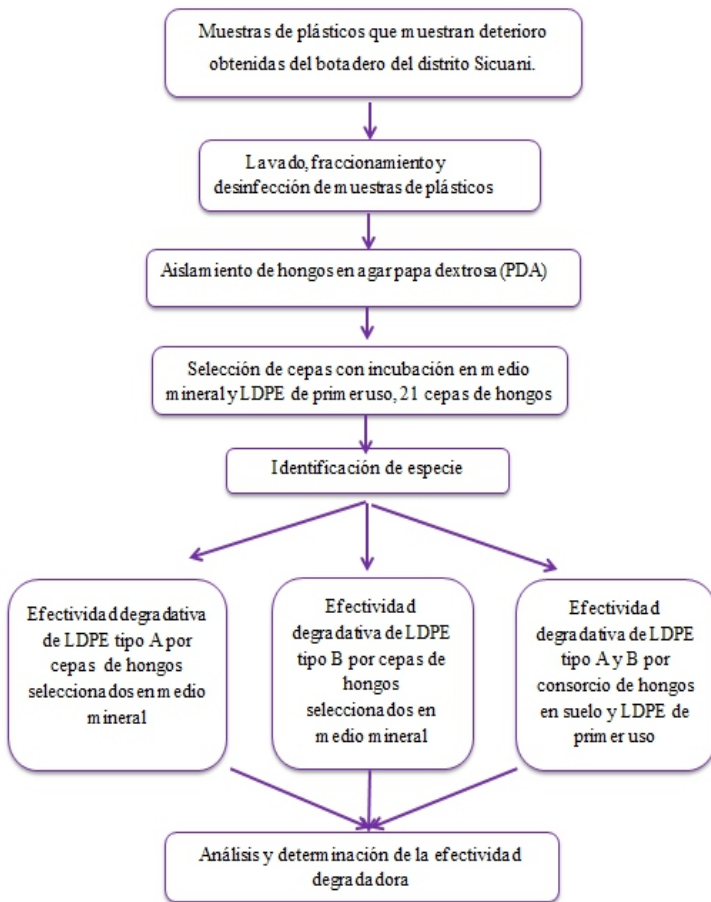 Muestras de plásticos que muestran deterioro
obtenidas del botadero del distrito Sicuani.
Lavado, fraccionamiento y
desinfección de muestras de plásticos
Aislamiento de hongos en agar papa dextrosa (PDA)
Selección de cepas con incubación en medio
mineral y LDPE de primer uso, 21 cepas de hongos
Identificación de especie
Efectividad degradativa
de LDPE tipo A por
cepas de hongos
seleccionados en medio
mineral
Efectividad
degradativa de LDPE
tipo B por cepas de
hongos
seleccionados en
medio mineral
Efectividad
degradativa de LDPE
tipo A y B por
consorcio de hongos
en suelo y LDPE de
primer uso
Análisis y determinación de la efectividad
degradadora